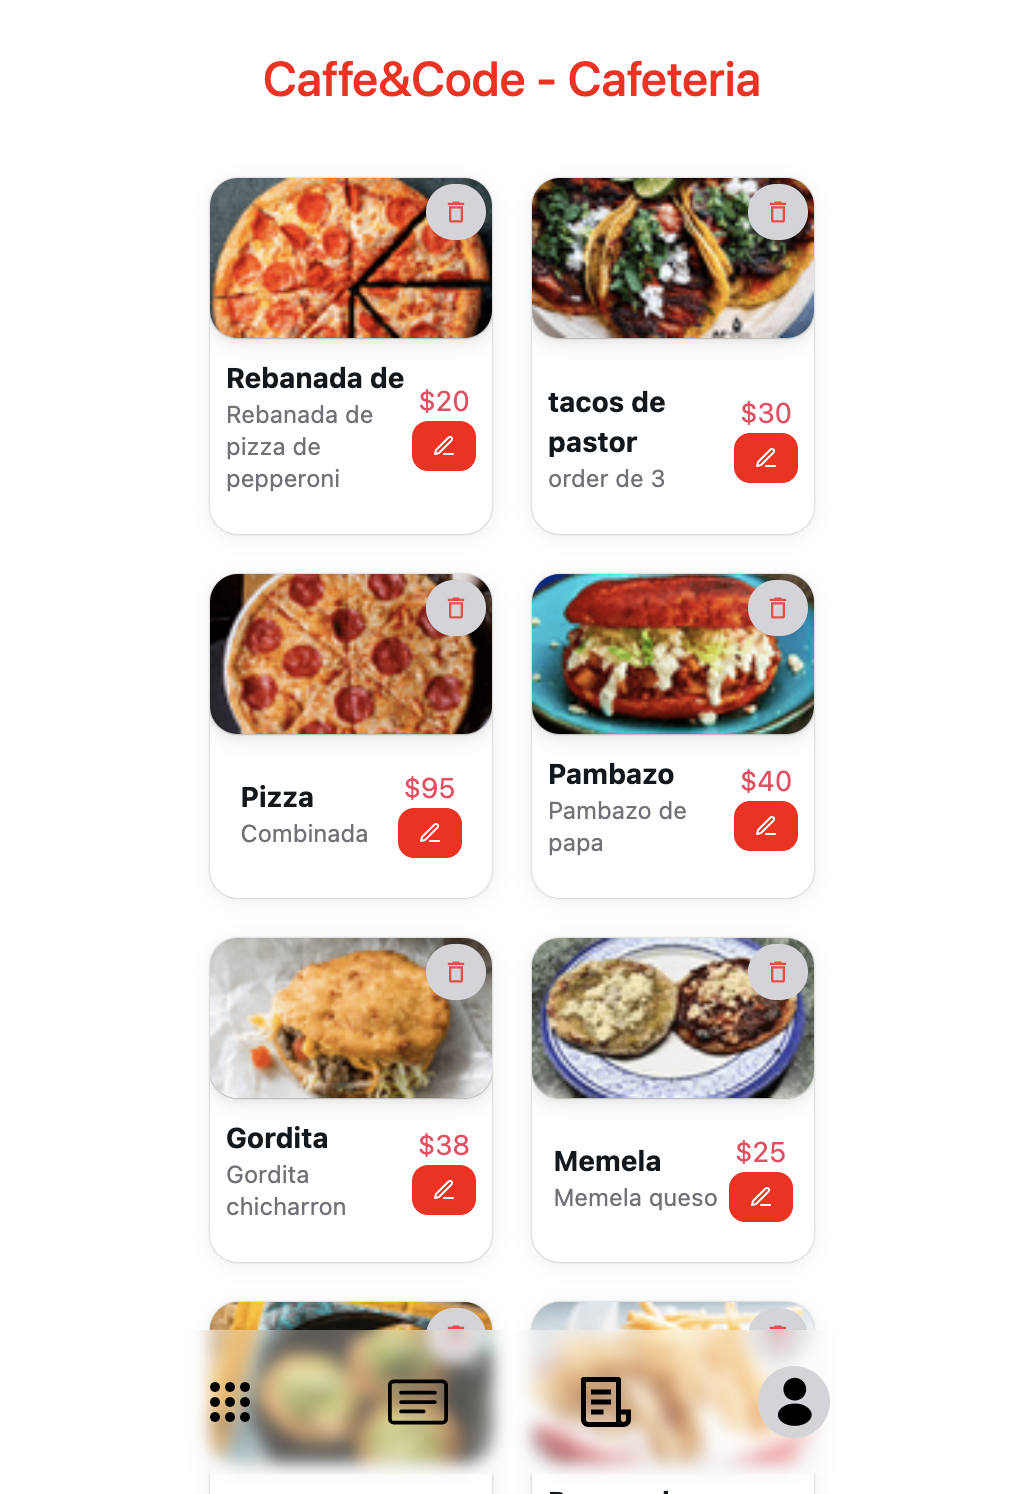 Caffe&Code - Cafeteria
Rebanada de
Rebanada de
pizza de
pepperoni
$20
tacos de
pastor
order de 3
$30
Pizza
Combinada
$95
Pambazo
Pambazo de
papa
$40
Gordita
Gordita
chicharron
$38
Memela
Memela queso
$25